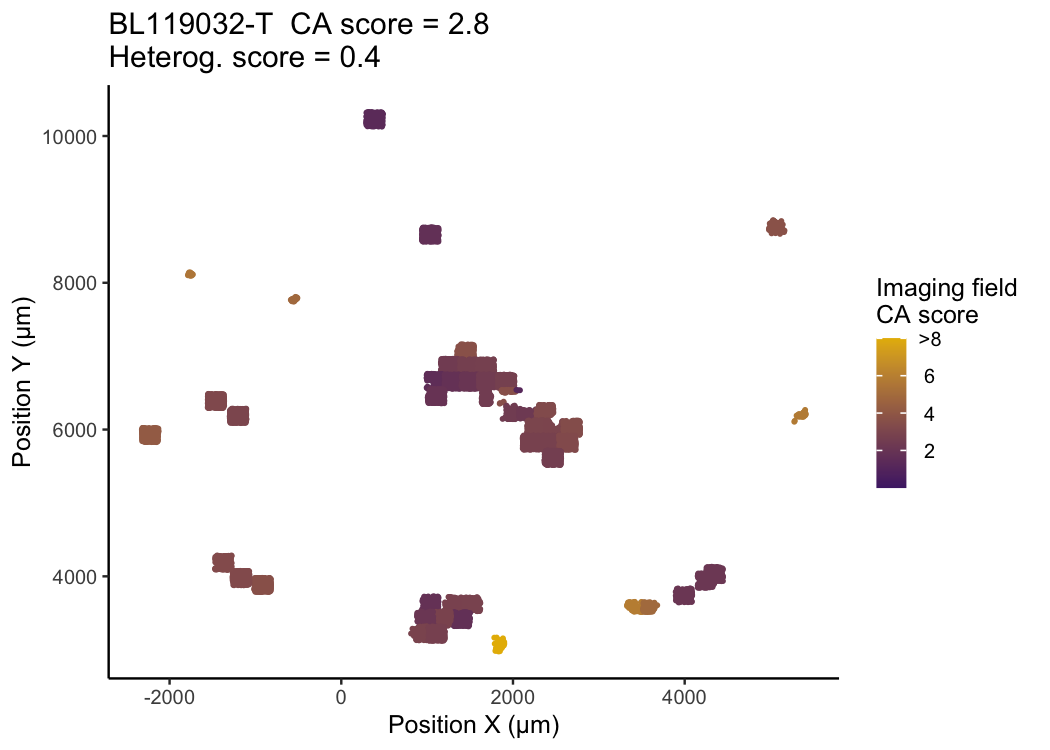 BL119032-T  CA score = 2.8
Heterog. score = 0.4
10000
8000
6000
4000
Position Y (µm)
-2000
0
2000
4000
Position X (µm)
Imaging field
CA score
>8
6
4
2